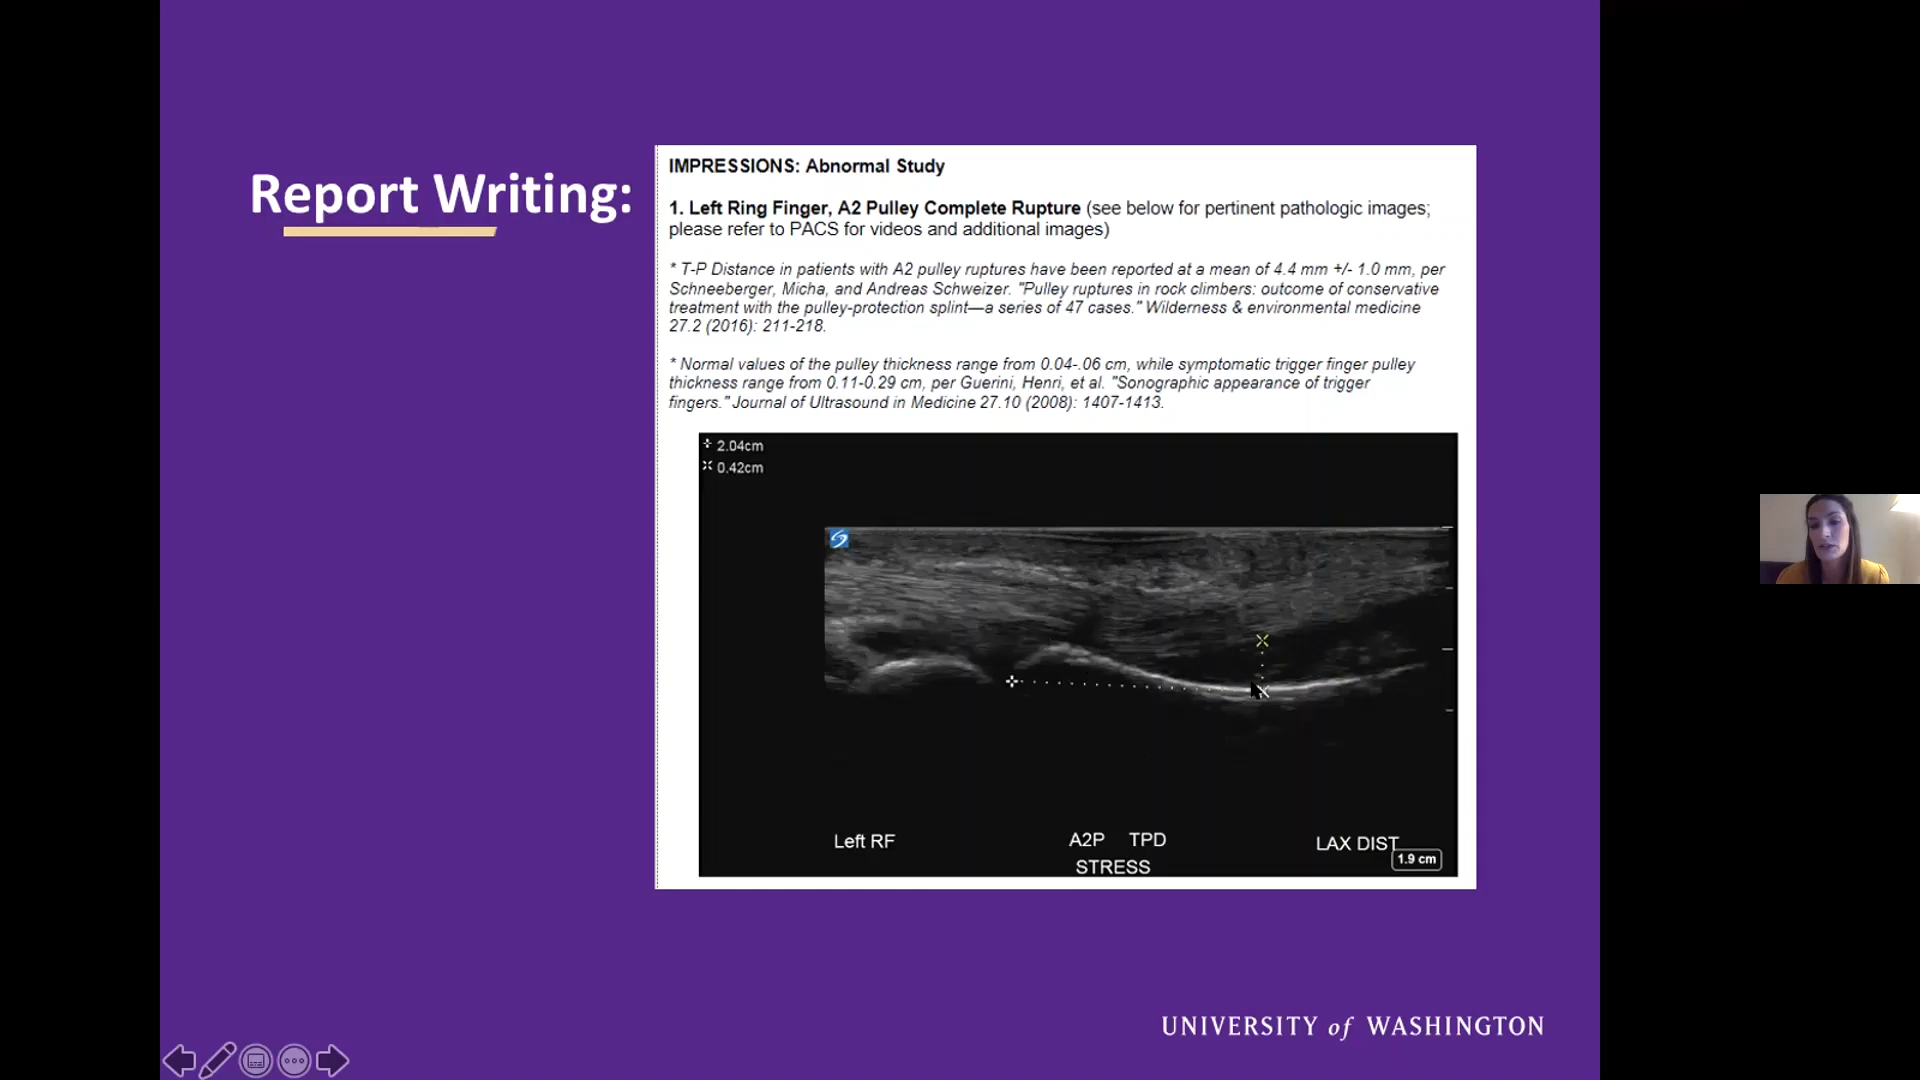 Report Writing:
IMPRESSIONS: Abnormal Study
1. Left Ring Finger, A2 Pulley Complete Rupture (see below for pertinent pathologic images;
please refer to PACS for videos and additional images)
* T-P Distance in patients with A2 pulley ruptures have been reported at a mean of 4.4 mm +/- 1.0 mm, per
Schneeberger, Micha, and Andreas Schweizer. "Pulley ruptures in rock climbers: outcome of conservative
treatment with the pulley-protection splint—a series of 47 cases." Wilderness & environmental medicine
27.2 (2016): 211-218.
* Normal values of the pulley thickness range from 0.04-.06 cm, while symptomatic trigger finger pulley
thickness range from 0.11-0.29 cm, per Guerini, Henri, et al. "Sonographic appearance of trigger
fingers." Journal of Ultrasound in Medicine 27.10 (2008): 1407-1413.
2.04cm
0.42cm
Left RF
A2P TPD
STRESS
LAX DIST
1.9 cm
UNIVERSITY of WASHINGTON